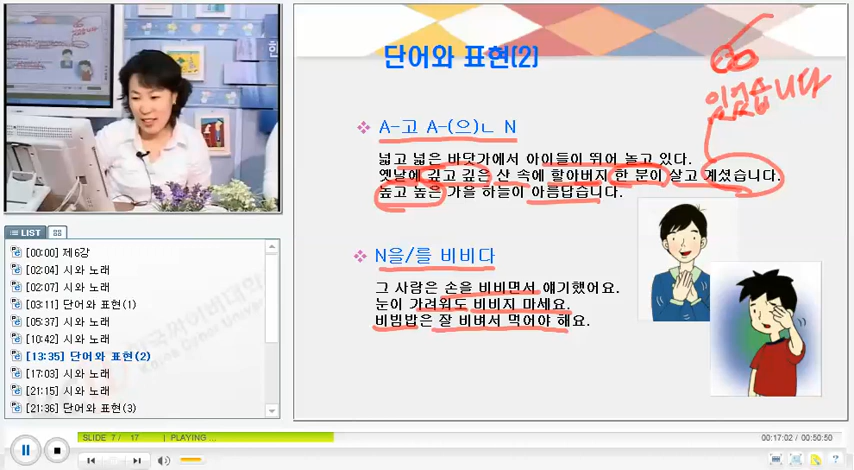 단어와 표현(2)
있었습니다
A-고 A-(으)ㄴ N
넓고 넓은 바닷가에서 아이들이 뛰어 놀고 있다.
옛날에 깊고 깊은 산 속에 할아버지 한 분이 살고 계셨습니다.
높고 높은 가을 하늘이 아름답습니다.
N을/를 비비다
그 사람은 손을 비비면서 얘기했어요.
눈이 가려워도 비비지 마세요.
비빔밥은 잘 비벼서 먹어야 해요.
LIST
[00:00] 제6강
[02:04] 시와 노래
[02:07] 시와 노래
[03:11] 단어와 표현(1)
[05:37] 시와 노래
[10:42] 시와 노래
[13:35] 단어와 표현(2)
[17:03] 시와 노래
[21:15] 시와 노래
[21:36] 단어와 표현(3)
SLIDE 7 / 17 | PLAYING ...
00:17:02 / 00:50:50